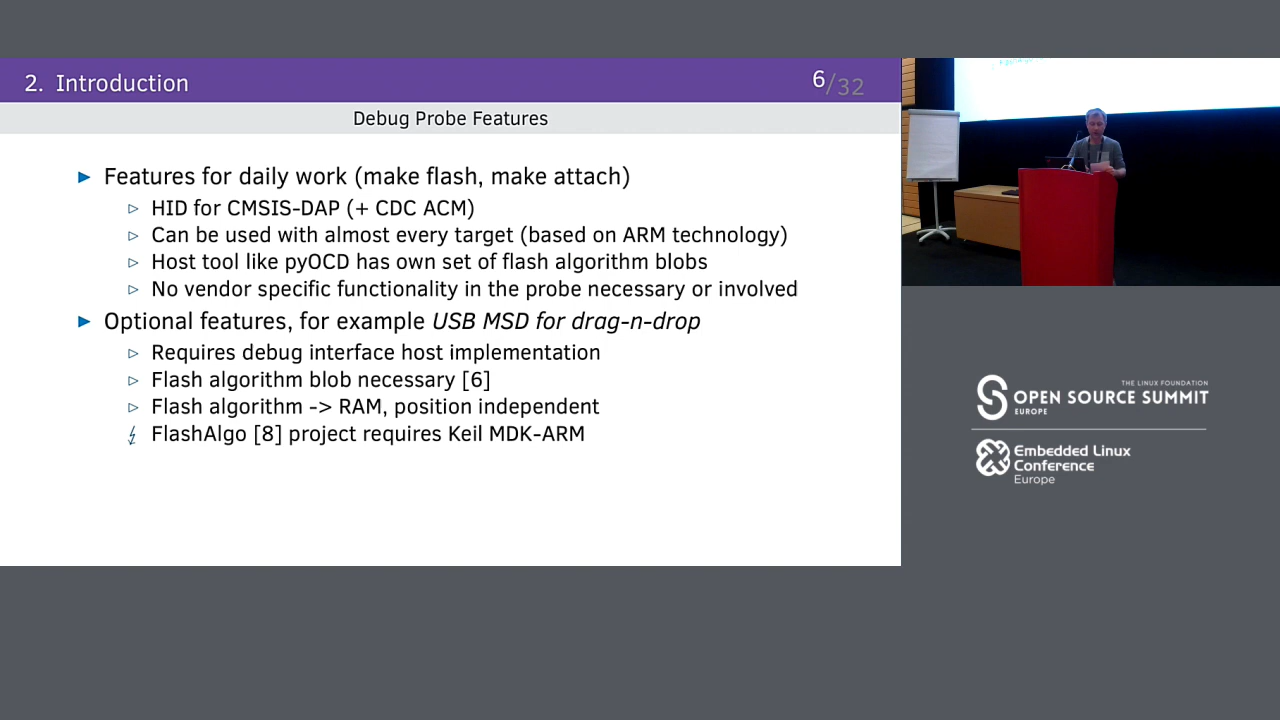 2. Introduction
6/32
Debug Probe Features
► Features for daily work (make flash, make attach)
▷ HID for CMSIS-DAP (+ CDC ACM)
▷ Can be used with almost every target (based on ARM technology)
▷ Host tool like pyOCD has own set of flash algorithm blobs
▷ No vendor specific functionality in the probe necessary or involved
► Optional features, for example USB MSD for drag-n-drop
▷ Requires debug interface host implementation
▷ Flash algorithm blob necessary [6]
▷ Flash algorithm -> RAM, position independent
FlashAlgo [8] project requires Keil MDK-ARM
THE LINUX FOUNDATION
OPEN SOURCE SUMMIT
EUROPE
Embedded Linux
Conference
Europe